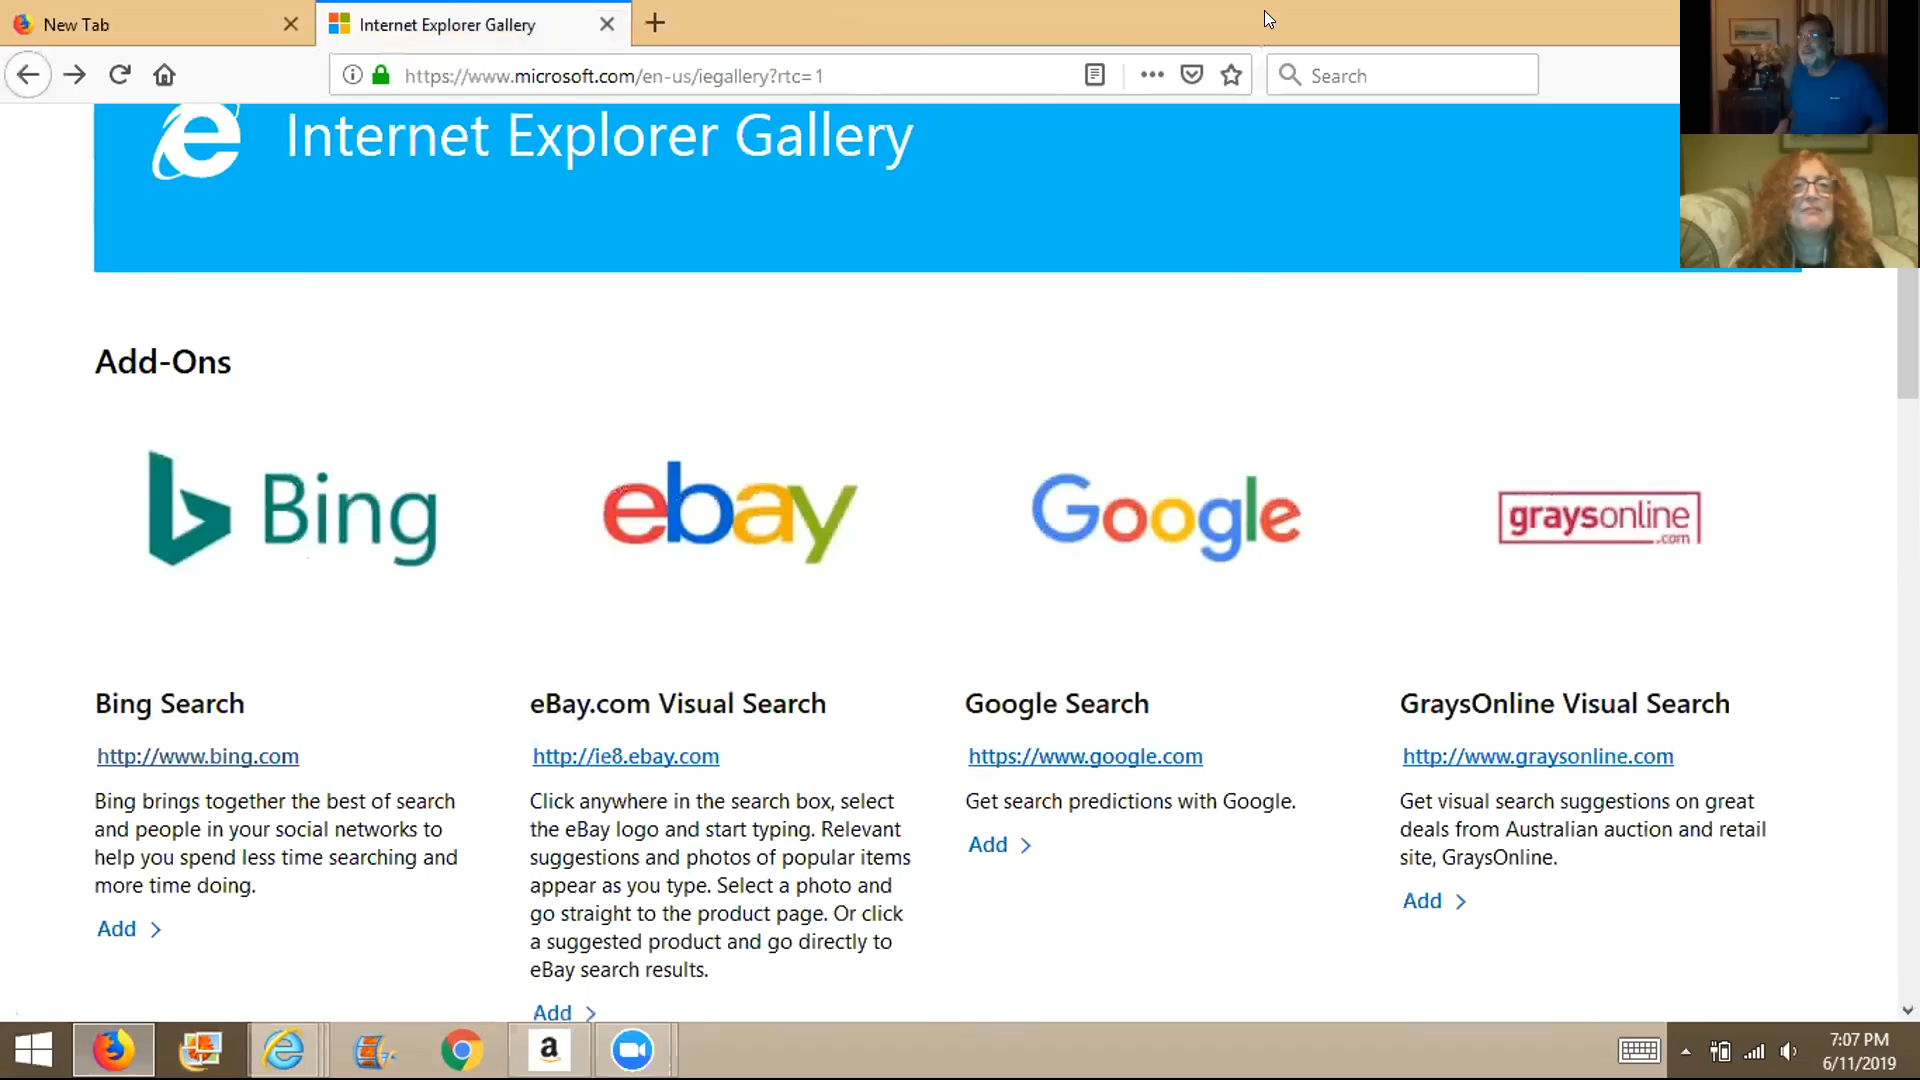 New Tab
Internet Explorer Gallery
https://www.microsoft.com/en-us/iegallery?rtc=1
Search
Internet Explorer Gallery
Add-Ons
Bing
ebay
Google
graysonline
.com
Bing Search
http://www.bing.com
Bing brings together the best of search
and people in your social networks to
help you spend less time searching and
more time doing.
Add
eBay.com Visual Search
http://ie8.ebay.com
Click anywhere in the search box, select
the eBay logo and start typing. Relevant
suggestions and photos of popular items
appear as you type. Select a photo and
go straight to the product page. Or click
a suggested product and go directly to
eBay search results.
Add
Google Search
https://www.google.com
Get search predictions with Google.
Add
GraysOnline Visual Search
http://www.graysonline.com
Get visual search suggestions on great
deals from Australian auction and retail
site, GraysOnline.
Add
a
7:07 PM
6/11/2019